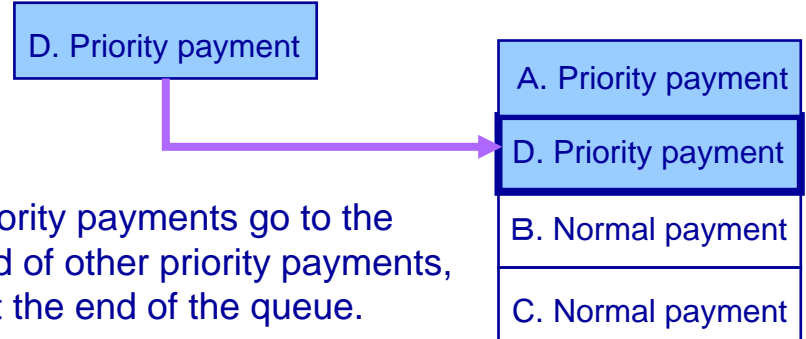 D. Priority payment
A. Priority payment
D. Priority payment
B. Normal payment
C. Normal payment
ority payments go to the
d of other priority payments,
t the end of the queue.